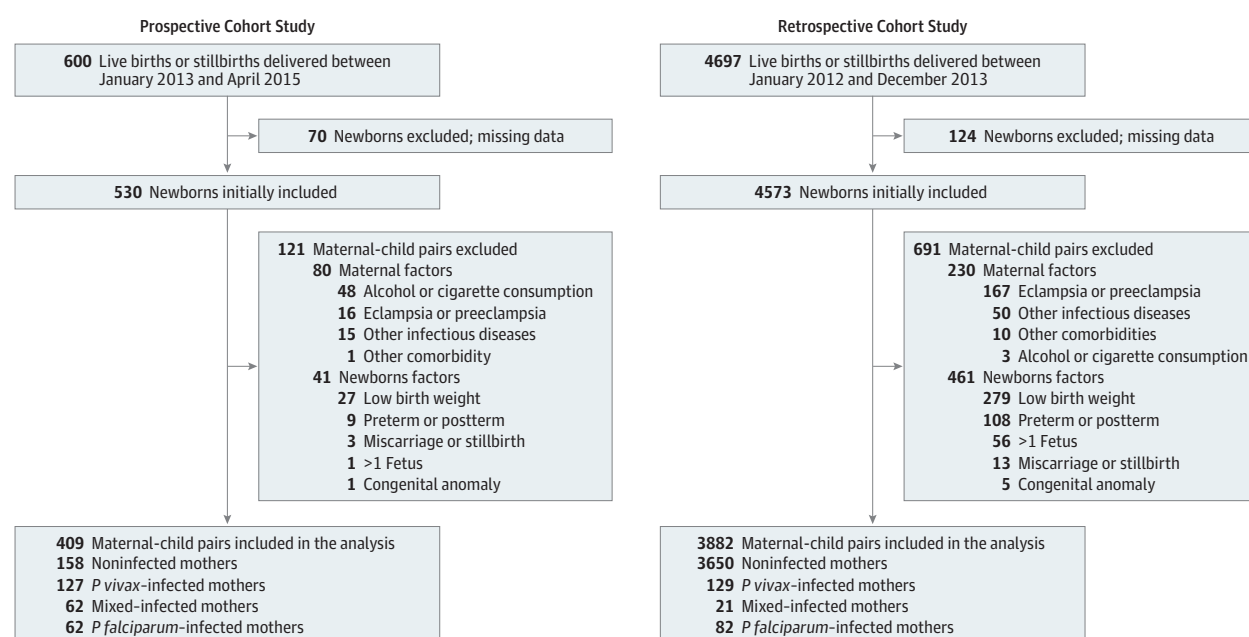 Prospective Cohort Study
600 Live births or stillbirths delivered between
January 2013 and April 2015
70 Newborns excluded; missing data
530 Newborns initially included
121 Maternal-child pairs excluded
80 Maternal factors
48 Alcohol or cigarette consumption
16 Eclampsia or preeclampsia
15 Other infectious diseases
1 Other comorbidity
41 Newborns factors
27 Low birth weight
9 Preterm or postterm
3 Miscarriage or stillbirth
1 >1 Fetus
1 Congenital anomaly
409 Maternal-child pairs included in the analysis
158 Noninfected mothers
127 P vivax-infected mothers
62 Mixed-infected mothers
62 P falciparum-infected mothers
Retrospective Cohort Study
4697 Live births or stillbirths delivered between
January 2012 and December 2013
124 Newborns excluded; missing data
4573 Newborns initially included
691 Maternal-child pairs excluded
230 Maternal factors
167 Eclampsia or preeclampsia
50 Other infectious diseases
10 Other comorbidities
3 Alcohol or cigarette consumption
461 Newborns factors
279 Low birth weight
108 Preterm or postterm
56 >1 Fetus
13 Miscarriage or stillbirth
5 Congenital anomaly
3882 Maternal-child pairs included in the analysis
3650 Noninfected mothers
129 P vivax-infected mothers
21 Mixed-infected mothers
82 P falciparum-infected mothers